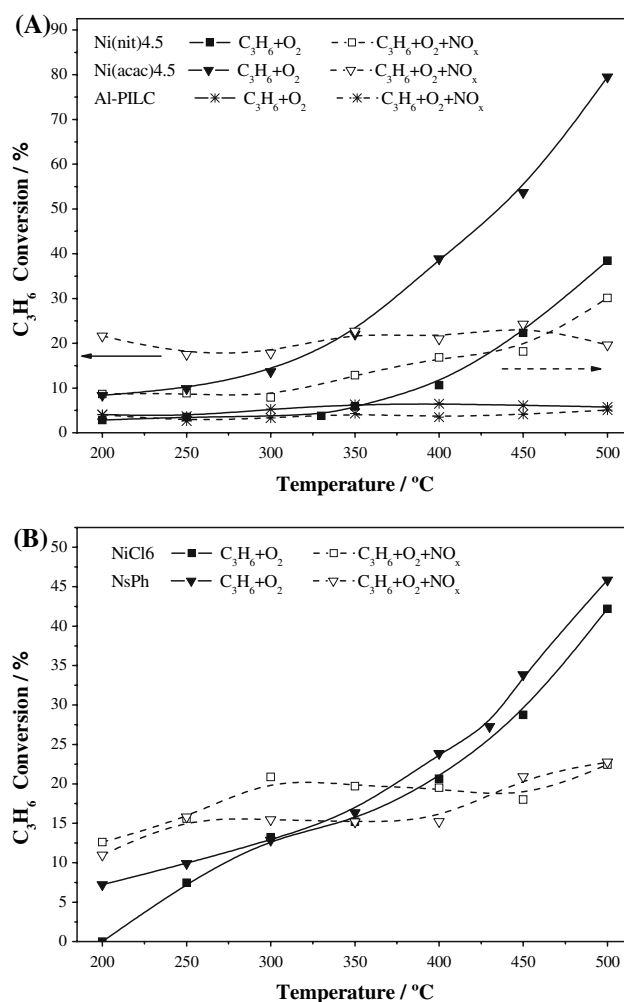 (A)
Ni(nit)4.5 C₃H₆+O₂ C₃H₆+O₂+NOₓ
Ni(acac)4.5 C₃H₆+O₂ C₃H₆+O₂+NOₓ
Al-PILC C₃H₆+O₂ C₃H₆+O₂+NOₓ
C₃H₆ Conversion / %
90
80
70
60
50
40
30
20
10
0
200 250 300 350 400 450 500
Temperature / ºC
(B)
NiCl6 C₃H₆+O₂ C₃H₆+O₂+NOₓ
NsPh C₃H₆+O₂ C₃H₆+O₂+NOₓ
C₃H₆ Conversion / %
50
45
40
35
30
25
20
15
10
5
0
200 250 300 350 400 450 500
Temperature / ºC